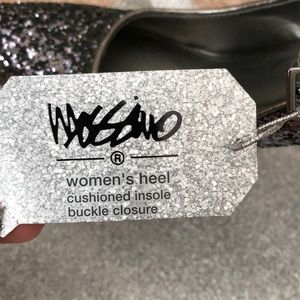 mossimo
®
women's heel
cushioned insole
buckle closure